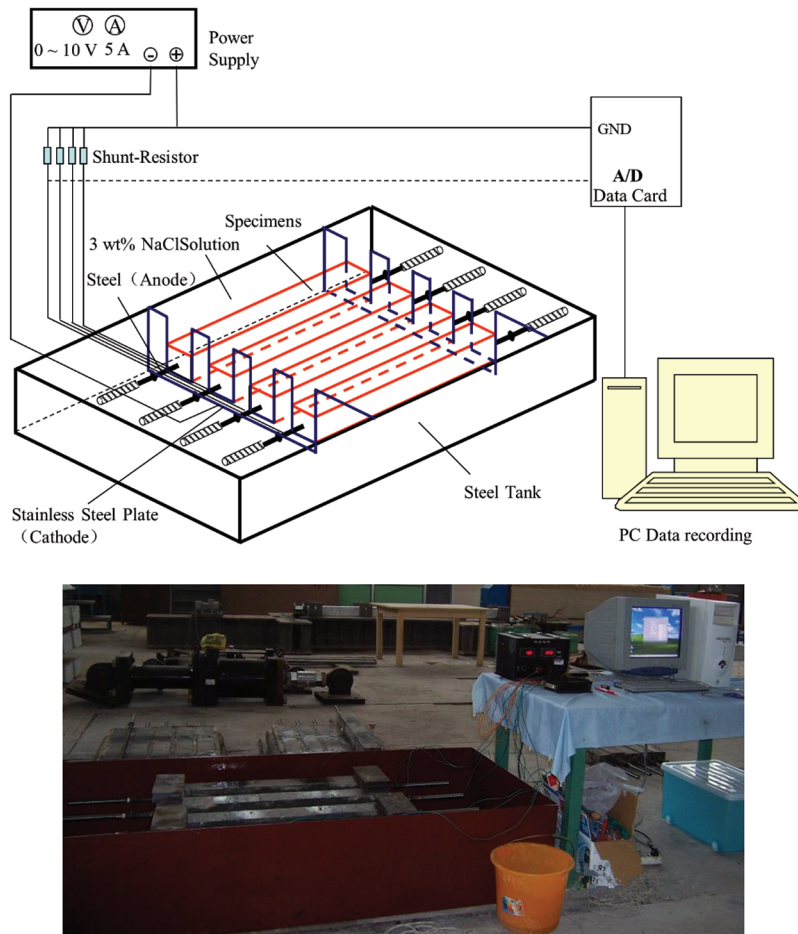 V A
0 ~ 10 V 5 A
- +
Power
Supply
GND
A/D
Data Card
Shunt-Resistor
Specimens
3 wt% NaClSolution
Steel（Anode）
Steel Tank
Stainless Steel Plate
（Cathode）
PC Data recording